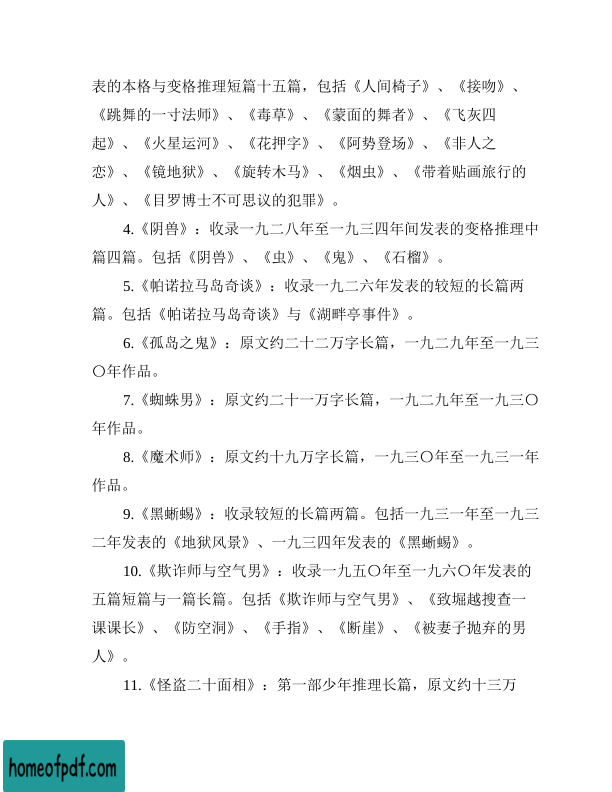 表的本格与变格推理短篇十五篇，包括《人间椅子》、《接吻》、
《跳舞的一寸法师》、《毒草》、《蒙面的舞者》、《飞灰四
起》、《火星运河》、《花押字》、《阿势登场》、《非人之
恋》、《镜地狱》、《旋转木马》、《烟虫》、《带着贴画旅行的
人》、《目罗博士不可思议的犯罪》。
4.《阴兽》：收录一九二八年至一九三四年间发表的变格推理中
篇四篇。包括《阴兽》、《虫》、《鬼》、《石榴》。
5.《帕诺拉马岛奇谈》：收录一九二六年发表的较短的长篇两
篇。包括《帕诺拉马岛奇谈》与《湖畔亭事件》。
6.《孤岛之鬼》：原文约二十二万字长篇，一九二九年至一九三
〇年作品。
7.《蜘蛛男》：原文约二十一万字长篇，一九二九年至一九三〇
年作品。
8.《魔术师》：原文约十九万字长篇，一九三〇年至一九三一年
作品。
9.《黑蜥蜴》：收录较短的长篇两篇。包括一九三一年至一九三
二年发表的《地狱风景》、一九三四年发表的《黑蜥蜴》。
10.《欺诈师与空气男》：收录一九五〇年至一九六〇年发表的
五篇短篇与一篇长篇。包括《欺诈师与空气男》、《致堀越搜查一
课课长》、《防空洞》、《手指》、《断崖》、《被妻子抛弃的男
人》。
11.《怪盗二十面相》：第一部少年推理长篇，原文约十三万
homeofpdf.com